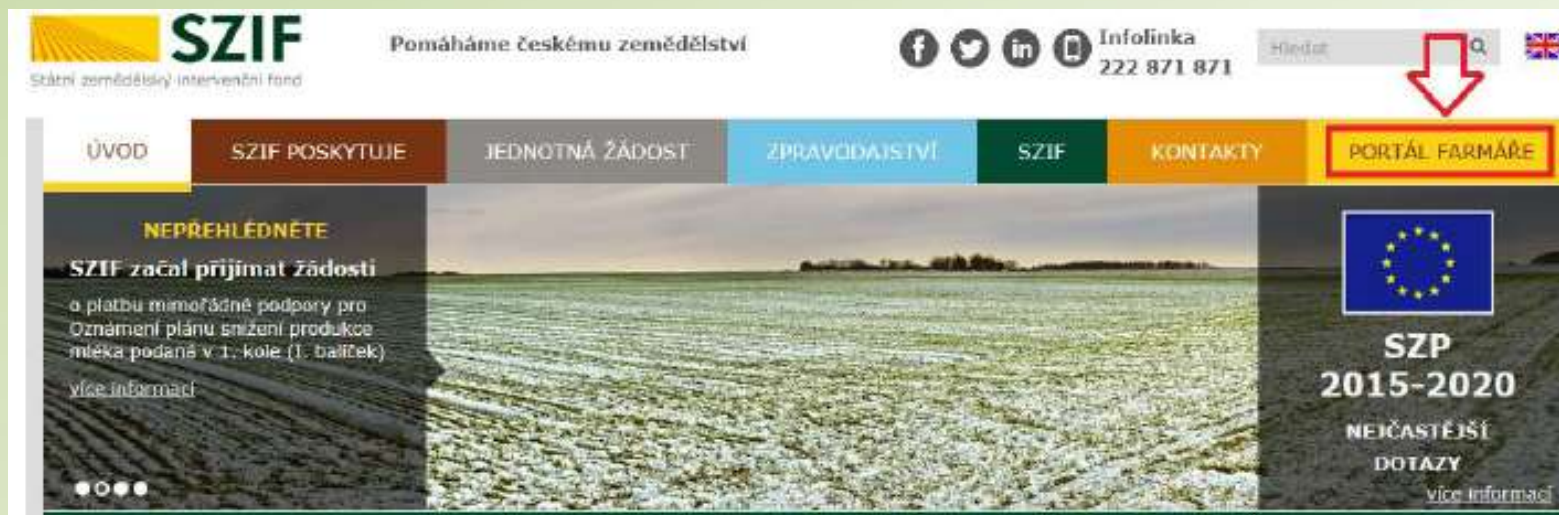 SZIF
Státní zemědělský intervenční fond
Pomáháme českému zemědělství
Infolinka
222 871 871
Hledat
ÚVOD
SZIF POSKYTUJE
JEDNOTNÁ ŽÁDOST
ZPRAVODAJSTVÍ
SZIF
KONTAKTY
PORTÁL FARMÁŘE
NEPŘEHLÉDNĚTE
SZIF začal přijímat žádosti
o platbu mimořádné podpory pro
Oznámení plánu snížení produkce
mléka podaná v 1. kole (1. balíček)
více informací
SZP
2015-2020
NEJČASTĚJŠÍ
DOTAZY
více informací